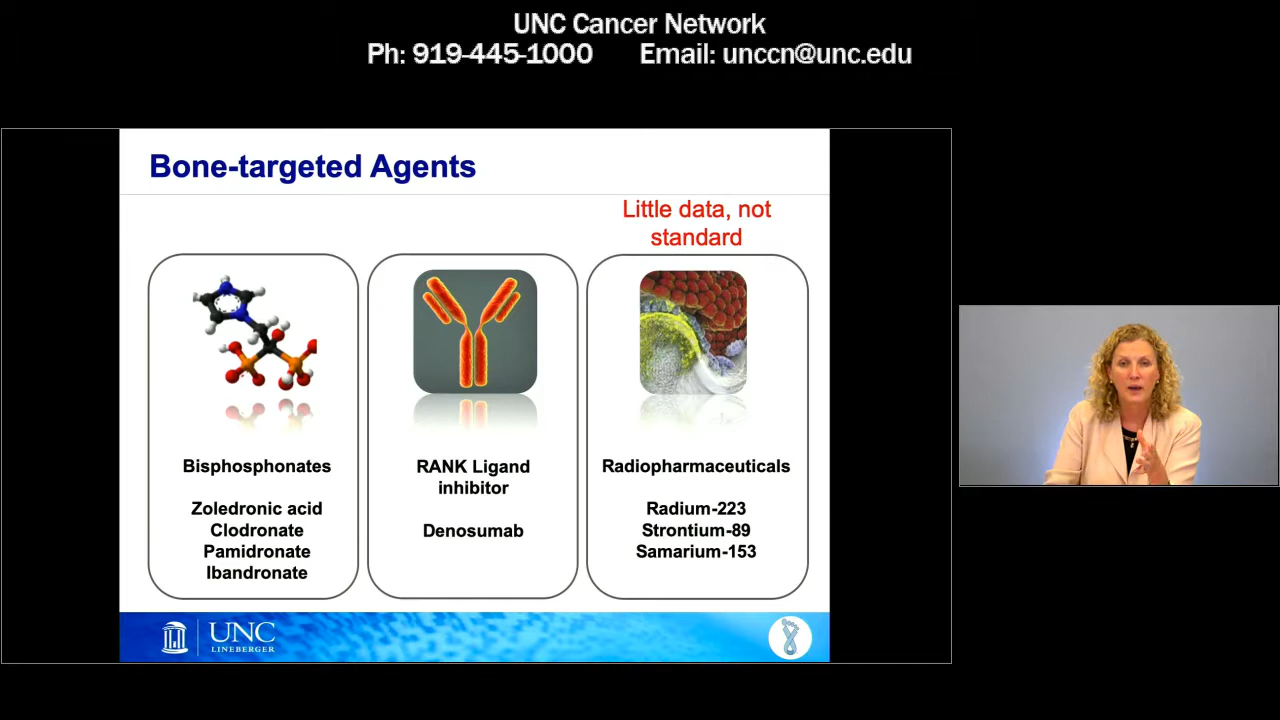 UNC Cancer Network
Ph: 919-445-1000 Email: unccn@unc.edu
Bone-targeted Agents
Little data, not
standard
Bisphosphonates
Zoledronic acid
Clodronate
Pamidronate
Ibandronate
RANK Ligand
inhibitor
Denosumab
Radiopharmaceuticals
Radium-223
Strontium-89
Samarium-153
UNC
LINEBERGER